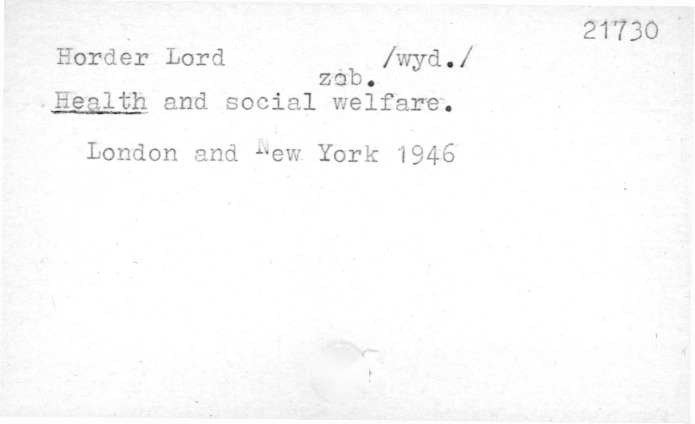 21730
Horder Lord /wyd./
zob.
Health and social welfare.
London and New York 1946